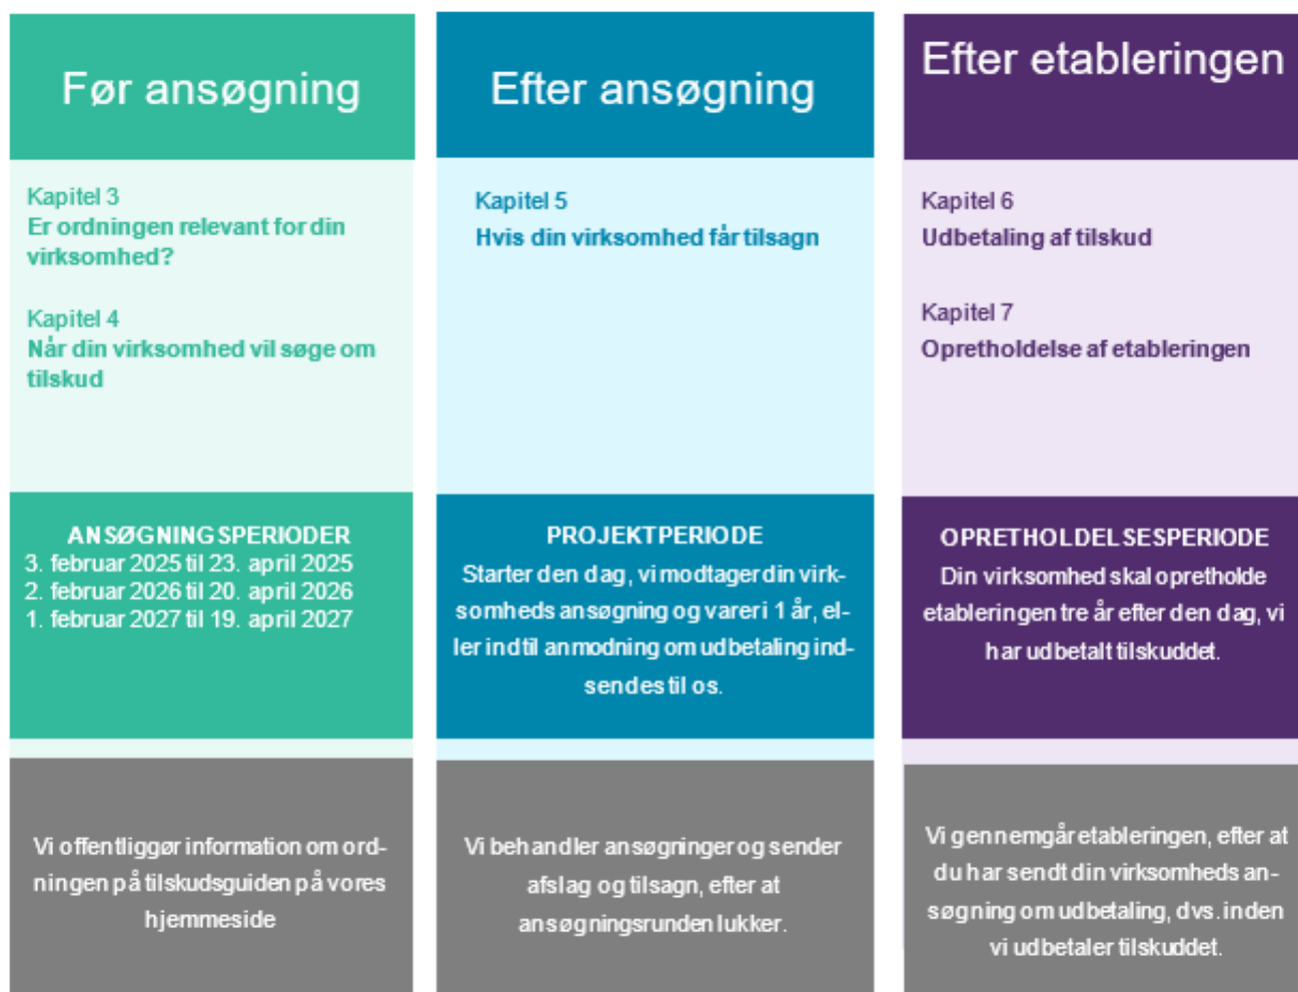 Før ansøgning
Kapitel 3
Er ordningen relevant for din
virksomhed?
Kapitel 4
Når din virksomhed vil søge om
tilskud
ANSØGNINGSPERIODER
3. februar 2025 til 23. april 2025
2. februar 2026 til 20. april 2026
1. februar 2027 til 19. april 2027
Vi offentliggør information om ord-
ningen på tilskudsguiden på vores
hjemmeside
Efter ansøgning
Kapitel 5
Hvis din virksomhed får tilsagn
PROJEKTPERIODE
Starter den dag, vi modtager din virk-
somheds ansøgning og varer i 1 år, el-
ler indtil anmodning om udbetaling ind-
sendes til os.
Vi behandler ansøgninger og sender
afslag og tilsagn, efter at
ansøgningsrunden lukker.
Efter etableringen
Kapitel 6
Udbetaling af tilskud
Kapitel 7
Opretholdelse af etableringen
OPRETHOLDELSESPERIODE
Din virksomhed skal opretholde
etableringen tre år efter den dag, vi
har udbetalt tilskuddet.
Vi gennemgår etableringen, efter at
du har sendt din virksomheds an-
søgning om udbetaling, dvs. inden
vi udbetaler tilskuddet.